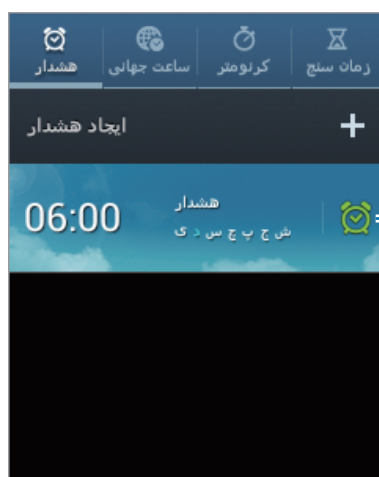 هشدار
ساعت جهانی
کرنومتر
زمان سنج
ایجاد هشدار
06:00
هشدار
ش ج پ چ س د ی